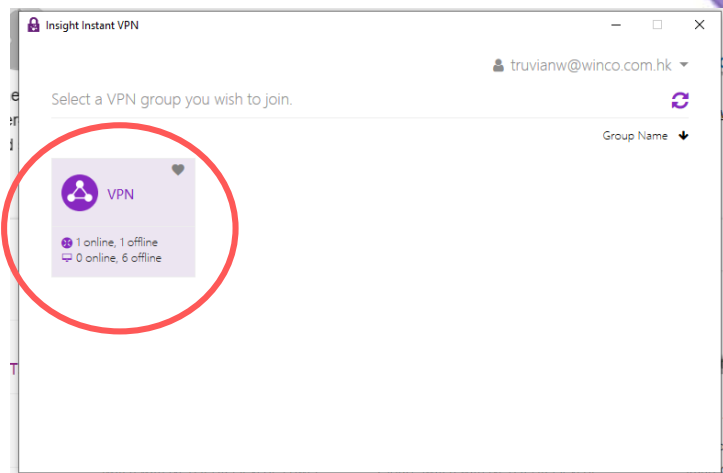 Insight Instant VPN
truvianw@winco.com.hk
Select a VPN group you wish to join.
Group Name
VPN
1 online, 1 offline
0 online, 6 offline